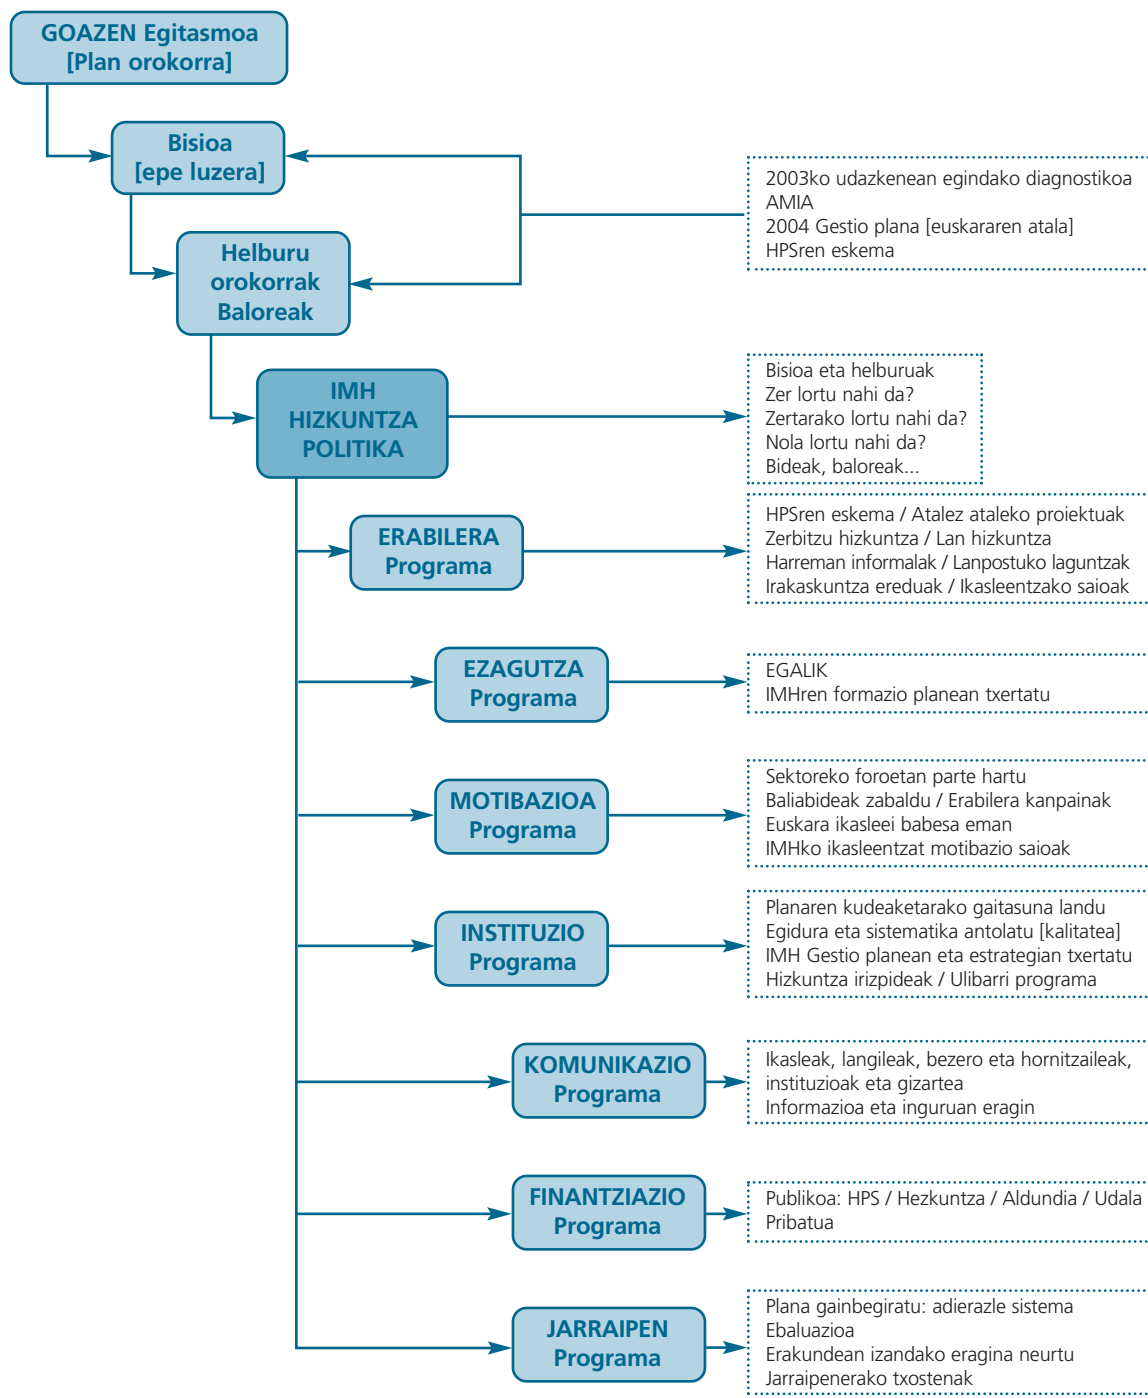 GOAZEN Egitasmoa
[Plan orokorra]
Bisioa
[epe luzera]
2003ko udazkenean egindako diagnostikoa
AMIA
2004 Gestio plana [euskararen atala]
HPSren eskema
Helburu
orokorrak
Baloreak
IMH
HIZKUNTZA
POLITIKA
Bisioa eta helburuak
Zer lortu nahi da?
Zertarako lortu nahi da?
Nola lortu nahi da?
Bideak, baloreak...
ERABILERA
Programa
HPSren eskema / Atalez ataleko proiektuak
Zerbitzu hizkuntza / Lan hizkuntza
Harreman informalak / Lanpostuko laguntzak
Irakaskuntza ereduak / Ikasleentzako saioak
EZAGUTZA
Programa
EGALIK
IMHren formazio planean txertatu
MOTIBAZIOA
Programa
Sektoreko foroetan parte hartu
Baliabideak zabaldu / Erabilera kanpainak
Euskara ikasleei babesa eman
IMHko ikasleentzat motibazio saioak
INSTITUZIO
Programa
Planaren kudeaketarako gaitasuna landu
Egidura eta sistematika antolatu [kalitatea]
IMH Gestio planean eta estrategian txertatu
Hizkuntza irizpideak / Ulibarri programa
KOMUNIKAZIO
Programa
Ikasleak, langileak, bezero eta hornitzaileak,
instituzioak eta gizartea
Informazioa eta inguruan eragin
FINANTZIAZIO
Programa
Publikoa: HPS / Hezkuntza / Aldundia / Udala
Pribatua
JARRAIPEN
Programa
Plana gainbegiratu: adierazle sistema
Ebaluazioa
Erakundean izandako eragina neurtu
Jarraipenerako txostenak